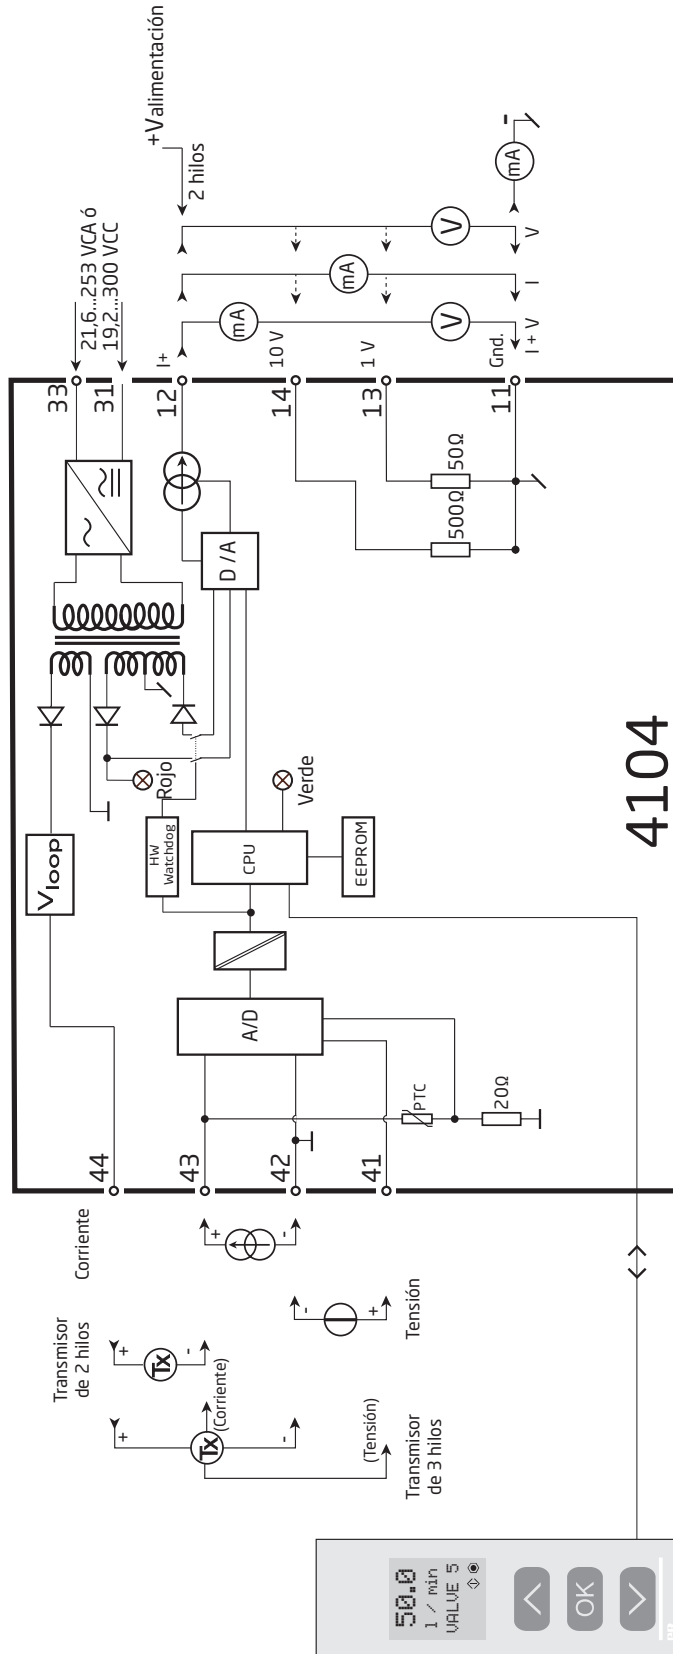 Transmisor
de 3 hilos
(Tensión)
+
Tx
(Corriente)
-
Transmisor
de 2 hilos
+
Tx
-
Corriente
+
-
-
+
Tensión
44
43
42
41
PTC
20Ω
A/D
Vloop
HW
Watchdog
CPU
EEPROM
Rojo
Verde
D/A
500Ω
50Ω
33
31
12
14
13
11
21,6...253 VCA ó
19,2...300 VCC
I+
10 V
1 V
Gnd.
mA
V
I + V
mA
I
V
V
+Valimentación
2 hilos
mA
-
4104
50.0
l / min
VALVE 5
OK